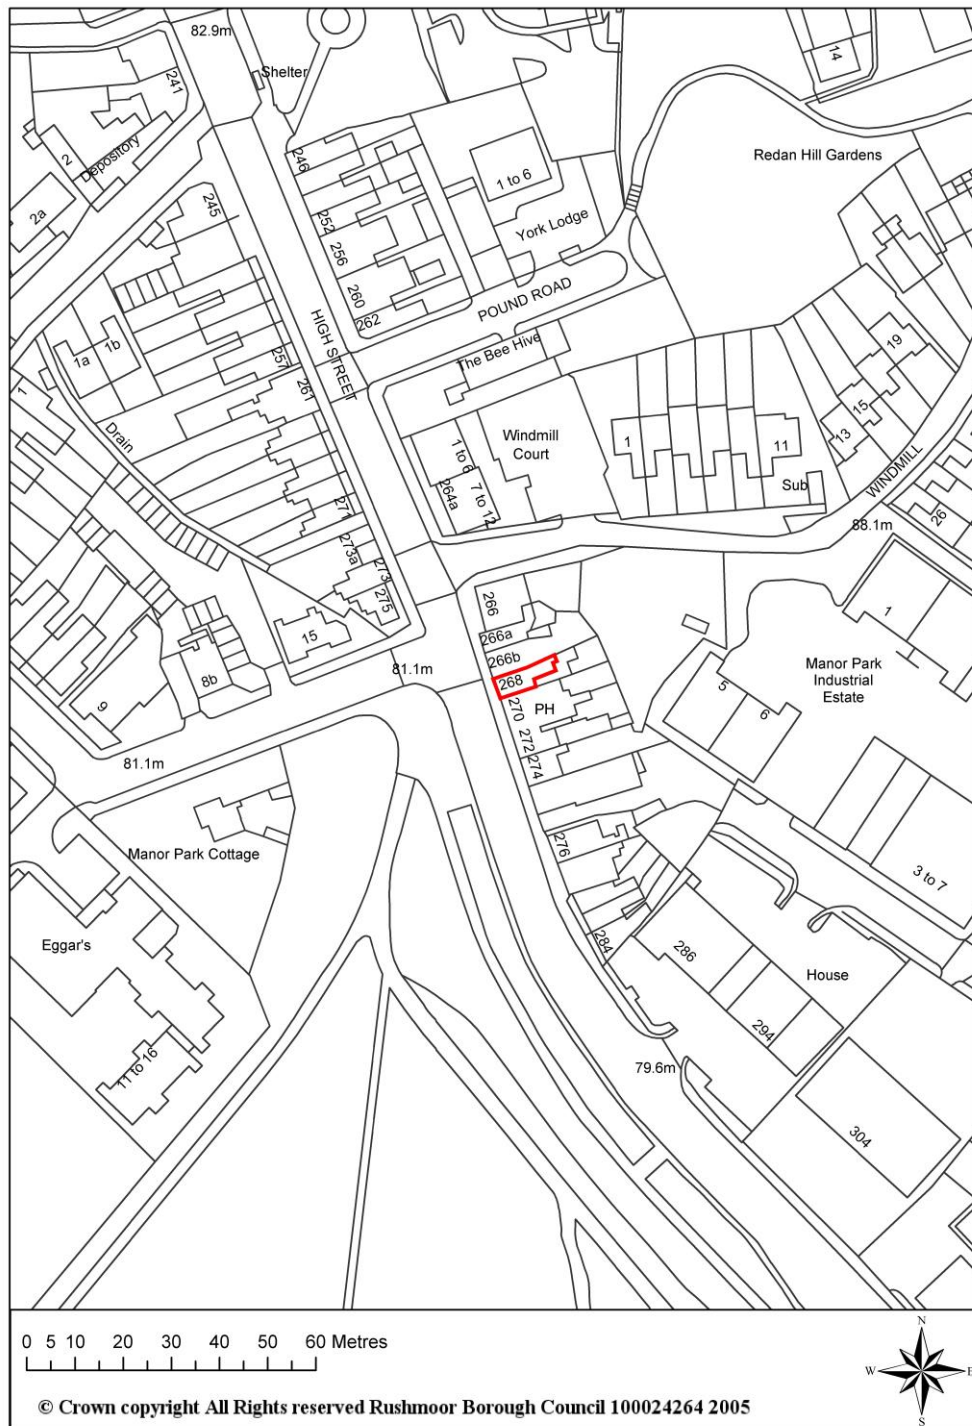 82.9m
Shelter
241
2
Depository
2a
14
Redan Hill Gardens
246
1 to 6
245
252
York Lodge
256
260
262
POUND ROAD
HIGH STREET
1a
1b
The Bee Hive
257
19
1
261
15
Drain
1 to 6
Windmill
Court
1
11
13
WINDMILL
7 to 12
264a
Sub
26
271
88.1m
273a
273
275
266
1
15
266a
266b
81.1m
268
8b
Manor Park
Industrial
Estate
5
9
270
PH
6
272
274
81.1m
276
Manor Park Cottage
3 to 7
Eggar's
284
286
House
294
11 to 16
79.6m
304
0 5 10 20 30 40 50 60 Metres
N
W E
S
© Crown copyright All Rights reserved Rushmoor Borough Council 100024264 2005